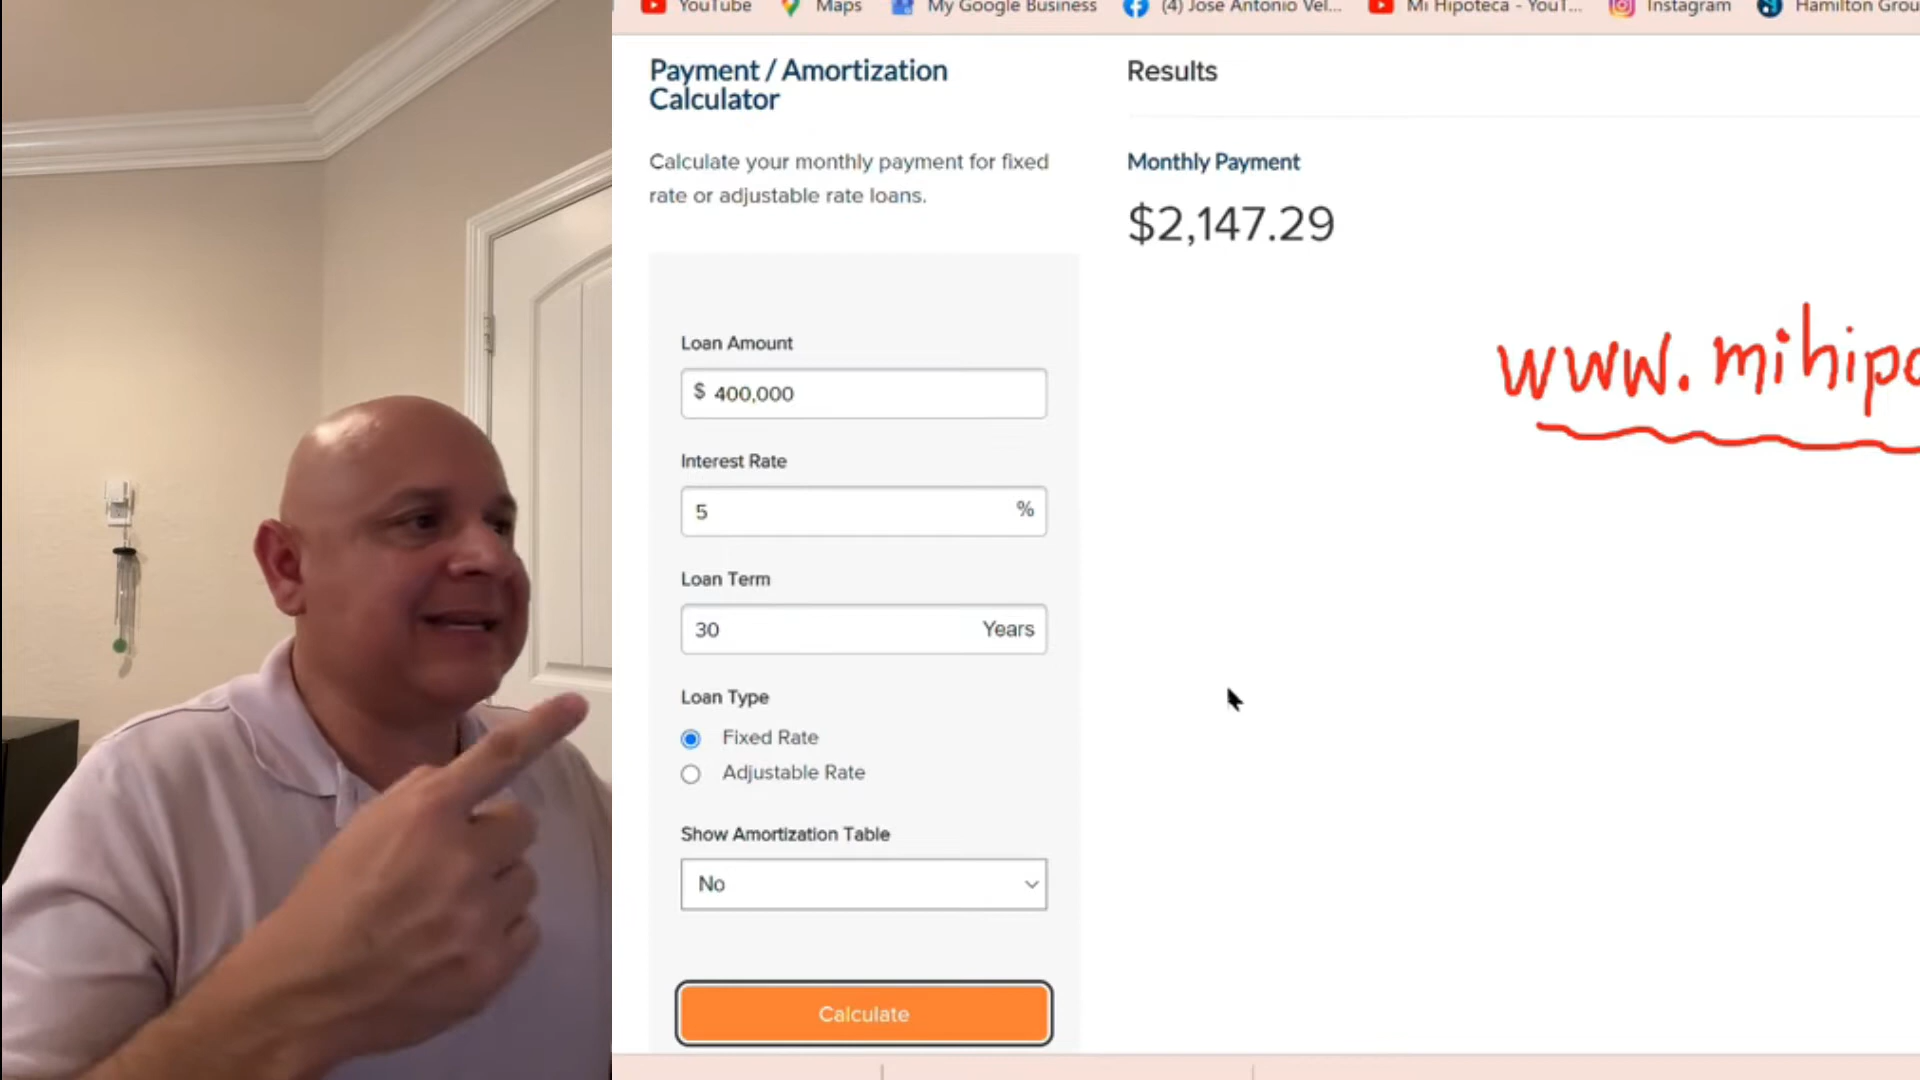 YouTube Maps My Google Business (4) Jose Antonio Vel... Mi Hipoteca - YouT... Instagram Hamilton Grou
Payment / Amortization
Calculator
Calculate your monthly payment for fixed
rate or adjustable rate loans.
Loan Amount
$ 400,000
Interest Rate
5 %
Loan Term
30 Years
Loan Type
Fixed Rate
Adjustable Rate
Show Amortization Table
No
Calculate
Results
Monthly Payment
$2,147.29
www.mihipo